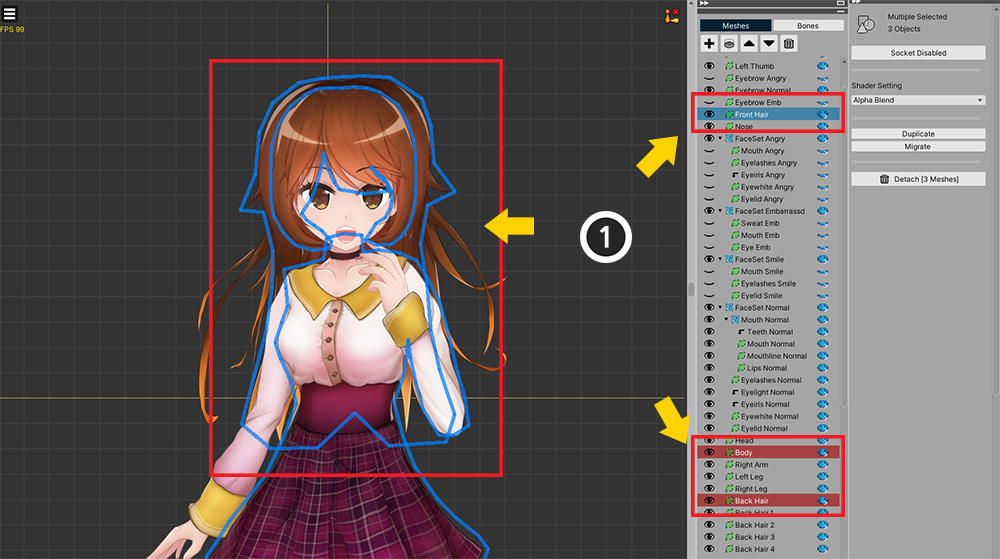 FPS 99
1
Meshes
Bones
Left Thumb
Eyebrow Angry
Eyebrow Normal
Eyebrow Emb
Front Hair
Nose
FaceSet Angry
Mouth Angry
Eyelashes Angry
Eyeiris Angry
Eyewhite Angry
Eyelid Angry
FaceSet Embarrassd
Sweat Emb
Mouth Emb
Eye Emb
FaceSet Smile
Mouth Smile
Eyelashes Smile
Eyelid Smile
FaceSet Normal
Mouth Normal
Teeth Normal
Mouth Normal
Mouthline Normal
Lips Normal
Eyelashes Normal
Eyelight Normal
Eyeiris Normal
Eyewhite Normal
Eyelid Normal
Head
Body
Right Arm
Left Leg
Right Leg
Back Hair
Back Hair 1
Back Hair 2
Back Hair 3
Back Hair 4
Multiple Selected
3 Objects
Socket Disabled
Shader Setting
Alpha Blend
Duplicate
Migrate
Detach [3 Meshes]